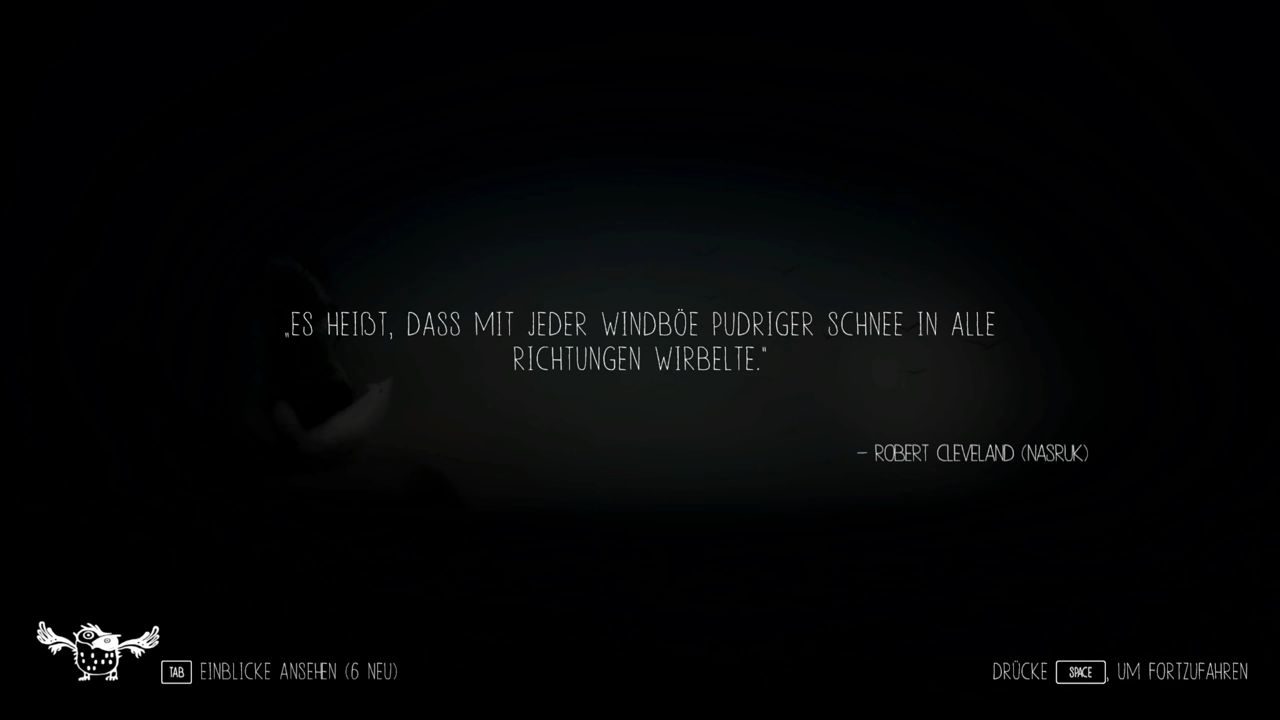 „ES HEIẞT, DASS MIT JEDER WINDBÖE PUDRIGER SCHNEE IN ALLE
RICHTUNGEN WIRBELTE."
– ROBERT CLEVELAND (NASRUK)
TAB EINBLICKE ANSEHEN (6 NEU)
DRÜCKE SPACE, UM FORTZUFAHREN